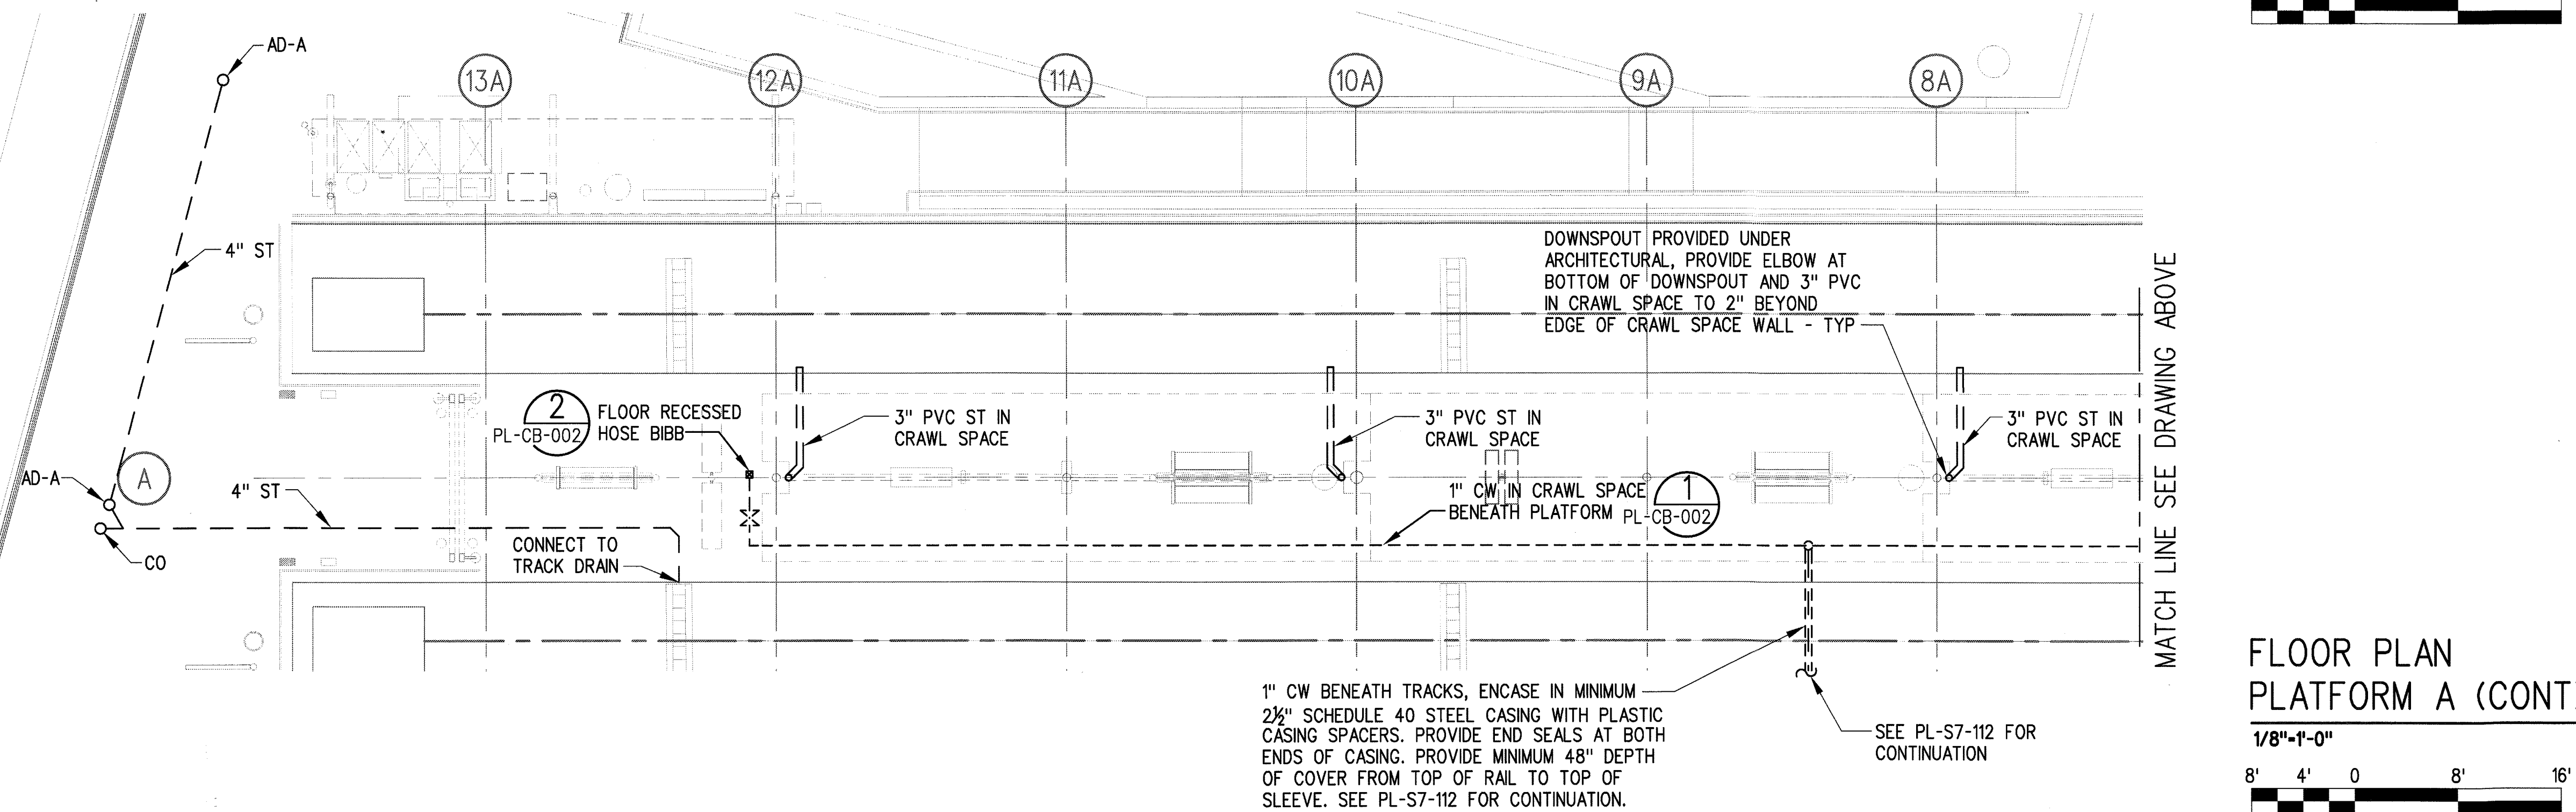 AD-A
13A
12A
11A
10A
9A
8A
4" ST
DOWNSPOUT PROVIDED UNDER
ARCHITECTURAL, PROVIDE ELBOW AT
BOTTOM OF DOWNSPOUT AND 3" PVC
IN CRAWL SPACE TO 2" BEYOND
EDGE OF CRAWL SPACE WALL - TYP
MATCH LINE SEE DRAWING ABOVE
2
PL-CB-002
FLOOR RECESSED
HOSE BIBB
3" PVC ST IN
CRAWL SPACE
3" PVC ST IN
CRAWL SPACE
3" PVC ST IN
CRAWL SPACE
AD-A
A
4" ST
CO
CONNECT TO
TRACK DRAIN
1" CW IN CRAWL SPACE
BENEATH PLATFORM
1
PL-CB-002
1" CW BENEATH TRACKS, ENCASE IN MINIMUM
2½" SCHEDULE 40 STEEL CASING WITH PLASTIC
CASING SPACERS. PROVIDE END SEALS AT BOTH
ENDS OF CASING. PROVIDE MINIMUM 48" DEPTH
OF COVER FROM TOP OF RAIL TO TOP OF
SLEEVE. SEE PL-S7-112 FOR CONTINUATION.
SEE PL-S7-112 FOR
CONTINUATION
FLOOR PLAN
PLATFORM A (CONT
1/8"=1'-0"
8' 4' 0 8' 16'